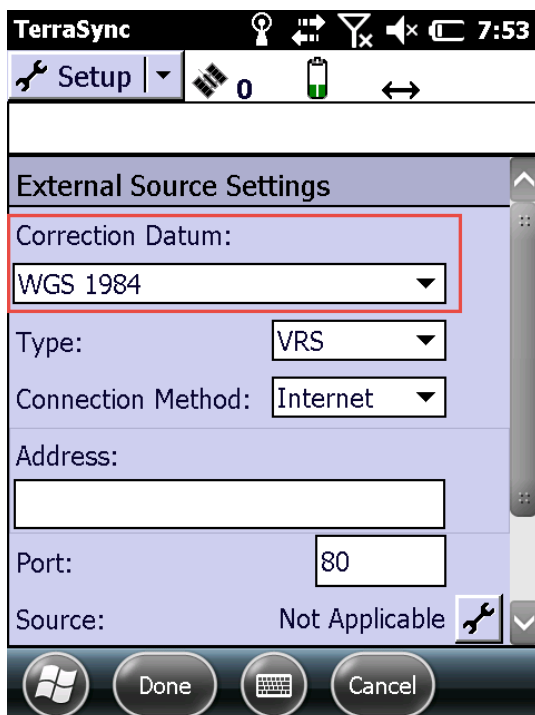 TerraSync 7:53
Setup 0
External Source Settings
Correction Datum:
WGS 1984
Type: VRS
Connection Method: Internet
Address:
Port: 80
Source: Not Applicable
Done Cancel